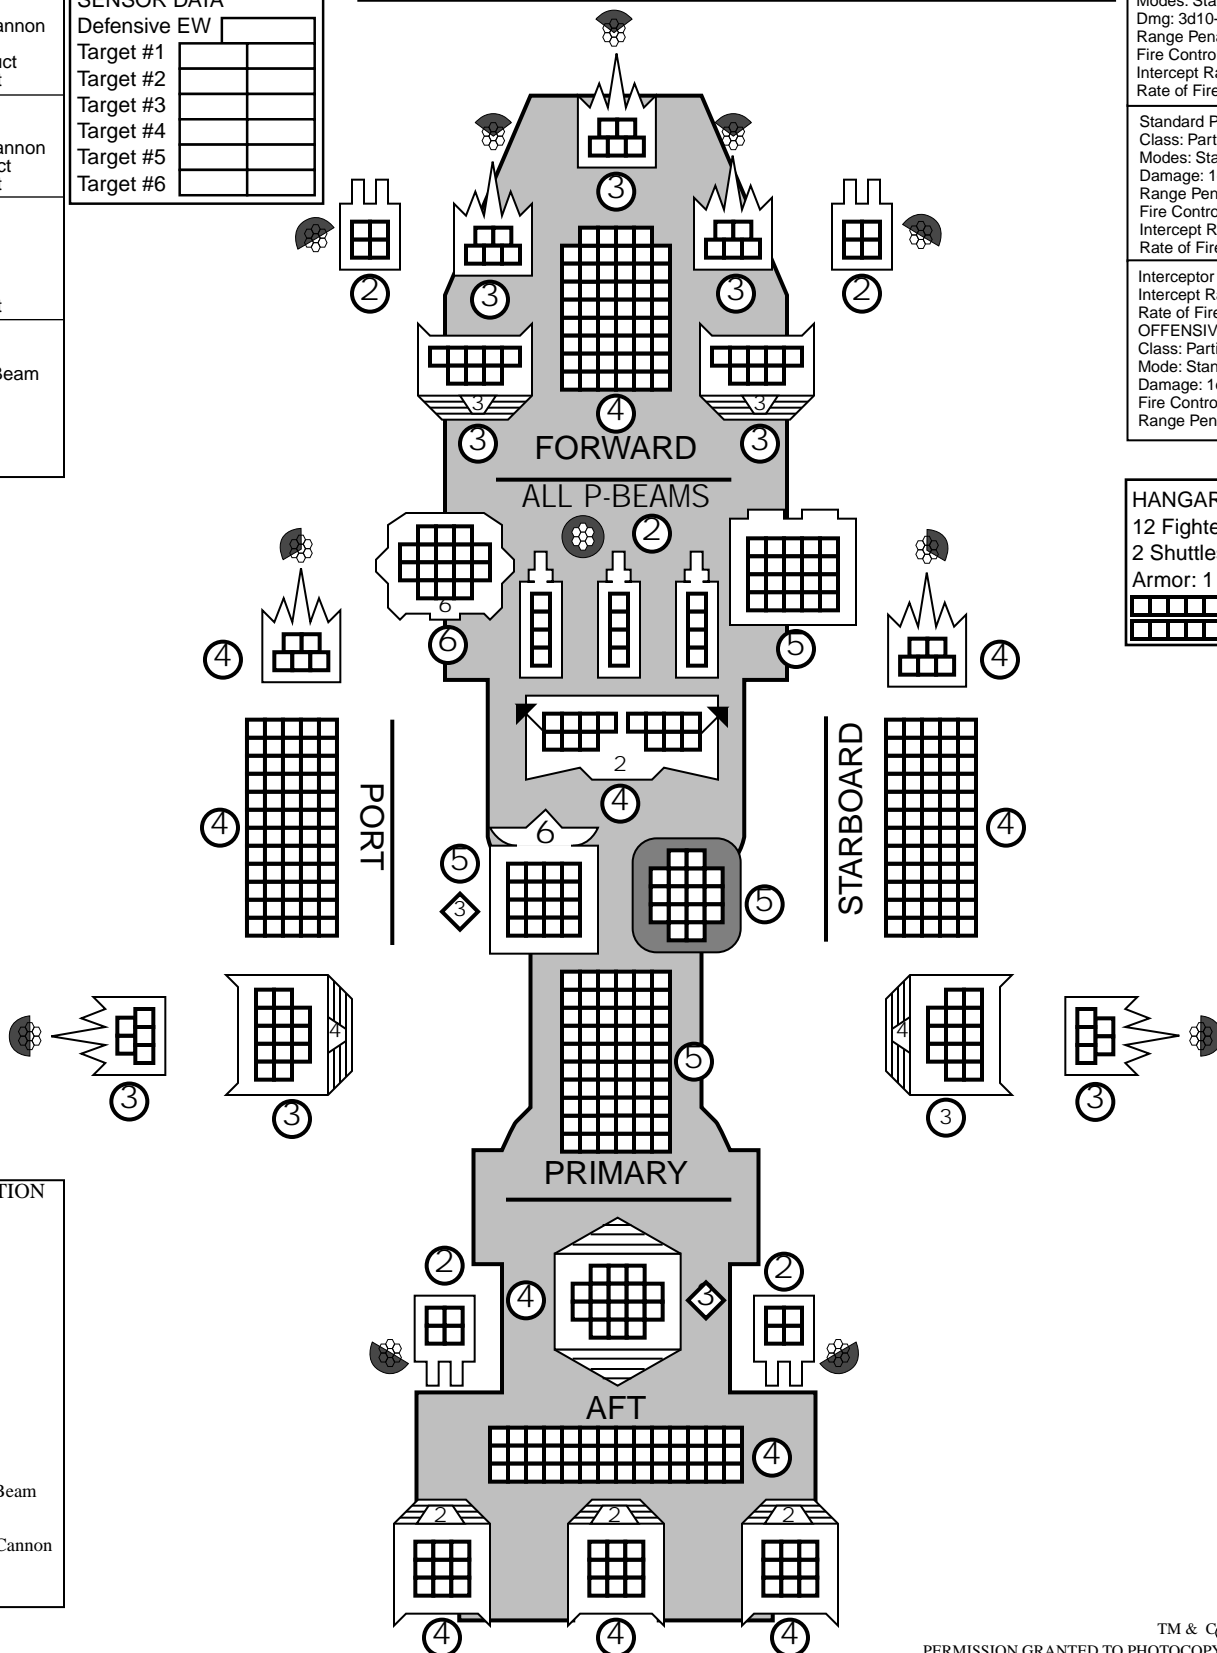 SENSOR DATA
Defensive EW
Target #1
Target #2
Target #3
Target #4
Target #5
Target #6
annon
ct
t
annon
ct
t
t
Beam
Modes: Sta
Dmg: 3d10-
Range Pen
Fire Contro
Intercept Ra
Rate of Fire
Standard P
Class: Part
Modes: Sta
Damage: 1
Range Pen
Fire Contro
Intercept R
Rate of Fire
Interceptor
Intercept R
Rate of Fire
OFFENSIV
Class: Parti
Mode: Stan
Damage: 1
Fire Contro
Range Pen
HANGAR
12 Fighte
2 Shuttle
Armor: 1
3
2
3
3
2
3
3
3
4
3
FORWARD
ALL P-BEAMS
2
6
6
5
4
4
2
4
4
PORT
STARBOARD
4
6
5
3
5
4
4
3
3
5
4
3
3
PRIMARY
TION
2
2
4
3
AFT
4
Beam
Cannon
2
2
2
4
4
4
TM & Co
PERMISSION GRANTED TO PHOTOCOPY